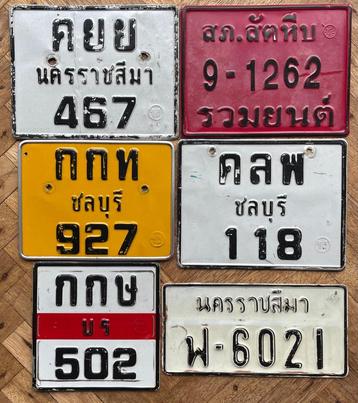 คยย
นครราชสีมา
467
สภ.สัตหีบ
9-1262
รวมยนต์
กกท
ชลบุรี
927
คลพ
ชลบุรี
118
กกษ
บร
502
นครราชสีมา
ฬ-6021